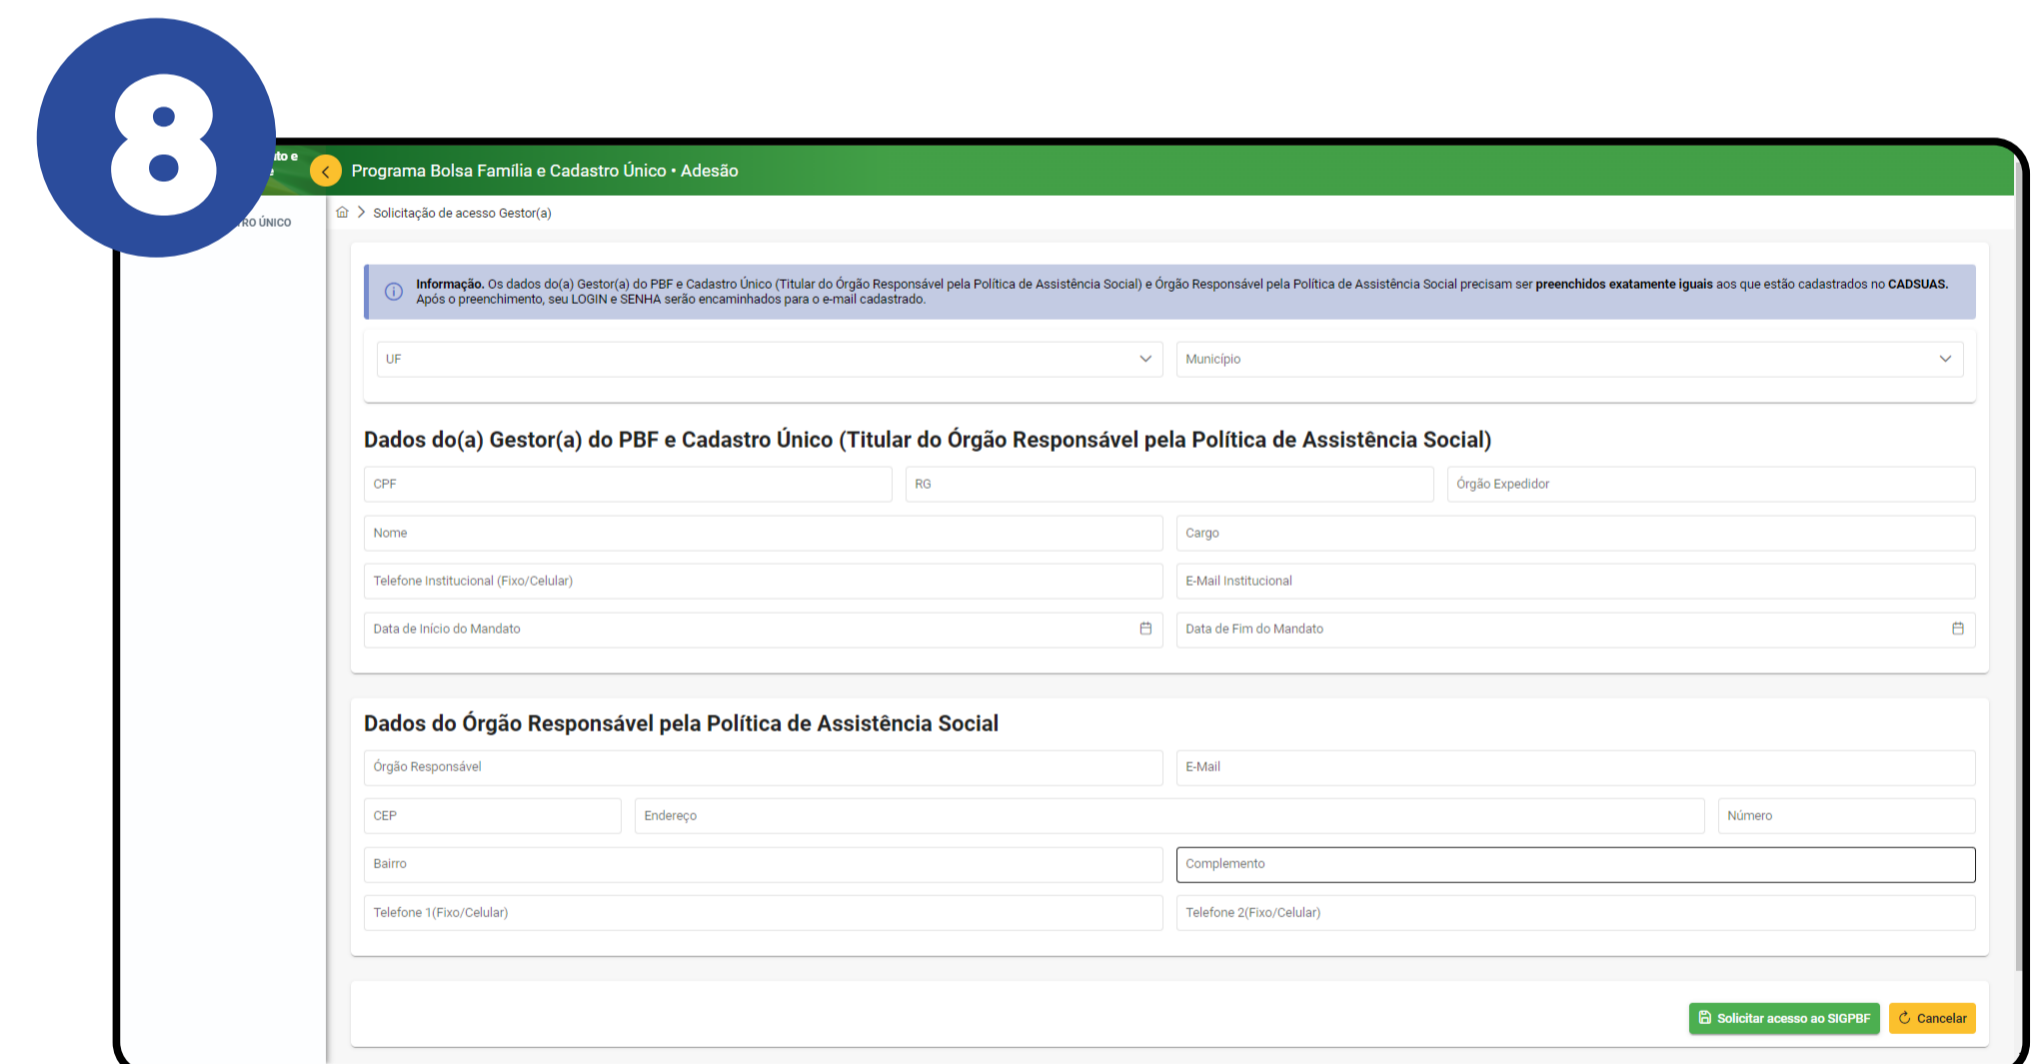 8
to e
Programa Bolsa Família e Cadastro Único • Adesão
RO ÚNICO
Solicitação de acesso Gestor(a)
Informação. Os dados do(a) Gestor(a) do PBF e Cadastro Único (Titular do Órgão Responsável pela Política de Assistência Social) e Órgão Responsável pela Política de Assistência Social precisam ser preenchidos exatamente iguais aos que estão cadastrados no CADSUAS.
Após o preenchimento, seu LOGIN e SENHA serão encaminhados para o e-mail cadastrado.
UF Município
Dados do(a) Gestor(a) do PBF e Cadastro Único (Titular do Órgão Responsável pela Política de Assistência Social)
CPF RG Órgão Expedidor
Nome Cargo
Telefone Institucional (Fixo/Celular) E-Mail Institucional
Data de Início do Mandato Data de Fim do Mandato
Dados do Órgão Responsável pela Política de Assistência Social
Órgão Responsável E-Mail
CEP Endereço Número
Bairro Complemento
Telefone 1(Fixo/Celular) Telefone 2(Fixo/Celular)
Solicitar acesso ao SIGPBF Cancelar